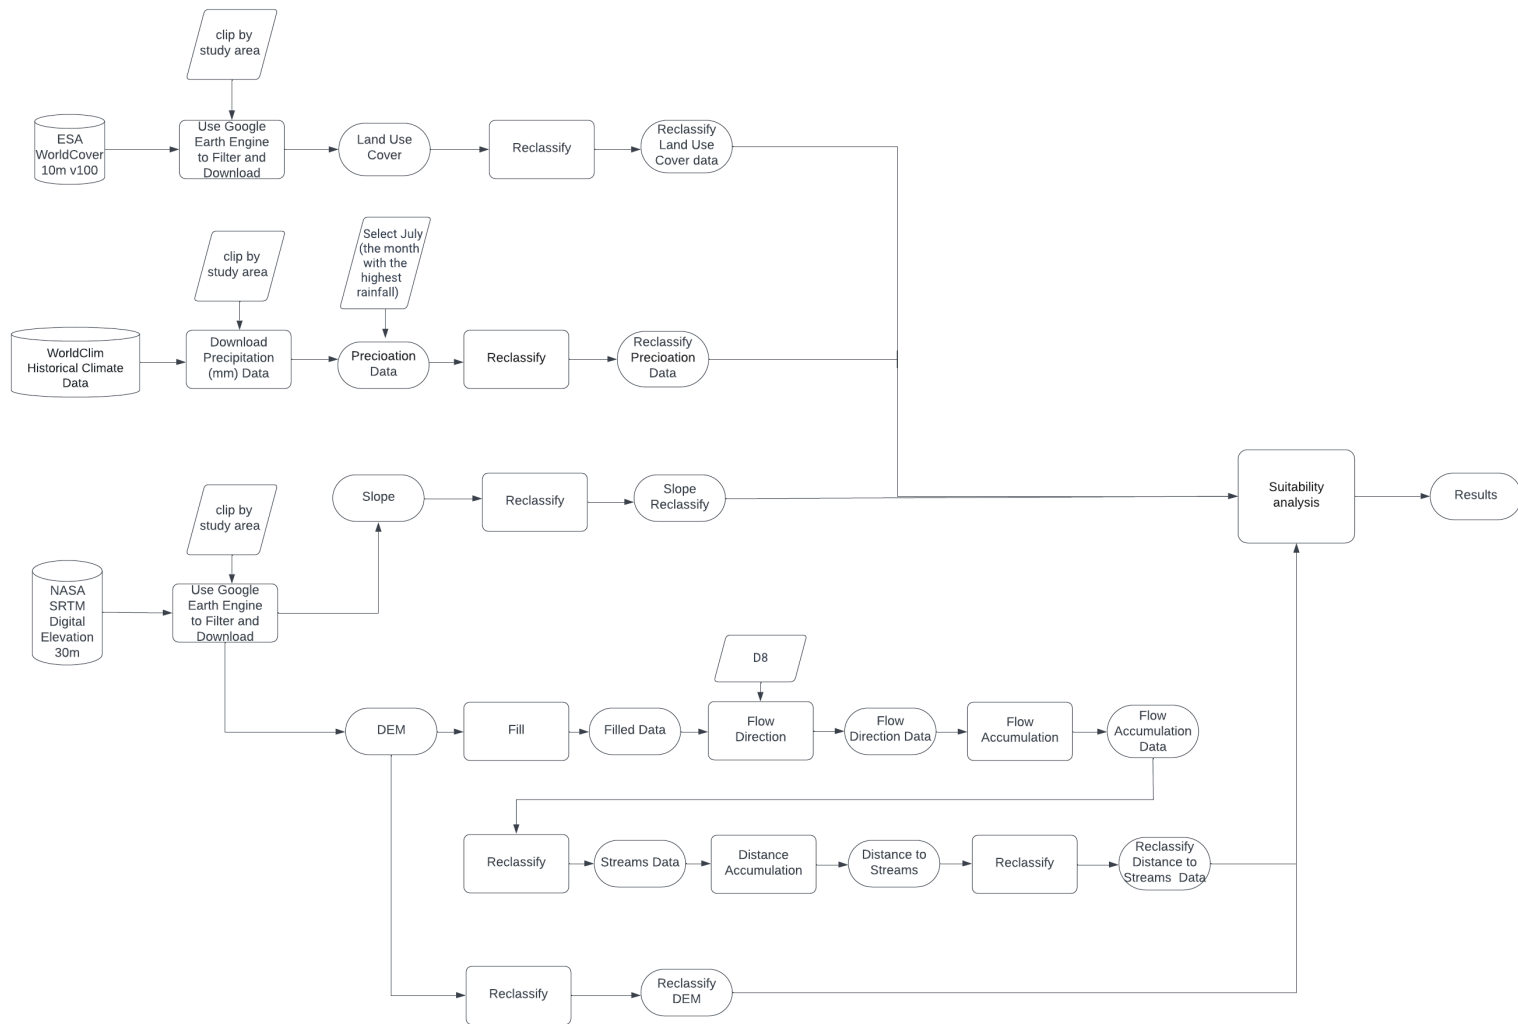 clip by
study area
ESA
WorldCover
10m v100
Use Google
Earth Engine
to Filter and
Download
Land Use
Cover
Reclassify
Reclassify
Land Use
Cover data
clip by
study area
Select July
(the month
with the
highest
rainfall)
WorldClim
Historical Climate
Data
Download
Precipitation
(mm) Data
Precioation
Data
Reclassify
Reclassify
Precioation
Data
clip by
study area
Slope
Reclassify
Slope
Reclassify
Suitability
analysis
Results
NASA
SRTM
Digital
Elevation
30m
Use Google
Earth Engine
to Filter and
Download
D8
DEM
Fill
Filled Data
Flow
Direction
Flow
Direction Data
Flow
Accumulation
Flow
Accumulation
Data
Reclassify
Streams Data
Distance
Accumulation
Distance to
Streams
Reclassify
Reclassify
Distance to
Streams  Data
Reclassify
Reclassify
DEM